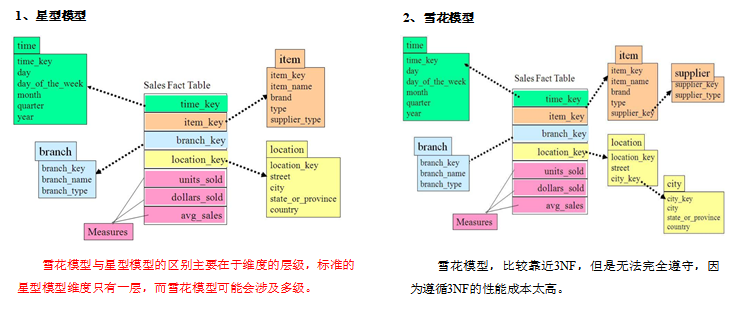 1、星型模型
time
time_key
day
day_of_the_week
month
quarter
year
branch
branch_key
branch_name
branch_type
Sales Fact Table
time_key
item_key
branch_key
location_key
units_sold
dollars_sold
avg_sales
Measures
item
item_key
item_name
brand
type
supplier_type
location
location_key
street
city
state_or_province
country
雪花模型与星型模型的区别主要在于维度的层级，标准的
星型模型维度只有一层，而雪花模型可能会涉及多级。
2、雪花模型
time
time_key
day
day_of_the_week
month
quarter
year
branch
branch_key
branch_name
branch_type
Sales Fact Table
time_key
item_key
branch_key
location_key
units_sold
dollars_sold
avg_sales
Measures
item
item_key
item_name
brand
type
supplier_key
supplier
supplier_key
supplier_type
location
location_key
street
city_key
city
city_key
city
state_or_province
country
雪花模型，比较靠近3NF，但是无法完全遵守，因
为遵循3NF的性能成本太高。